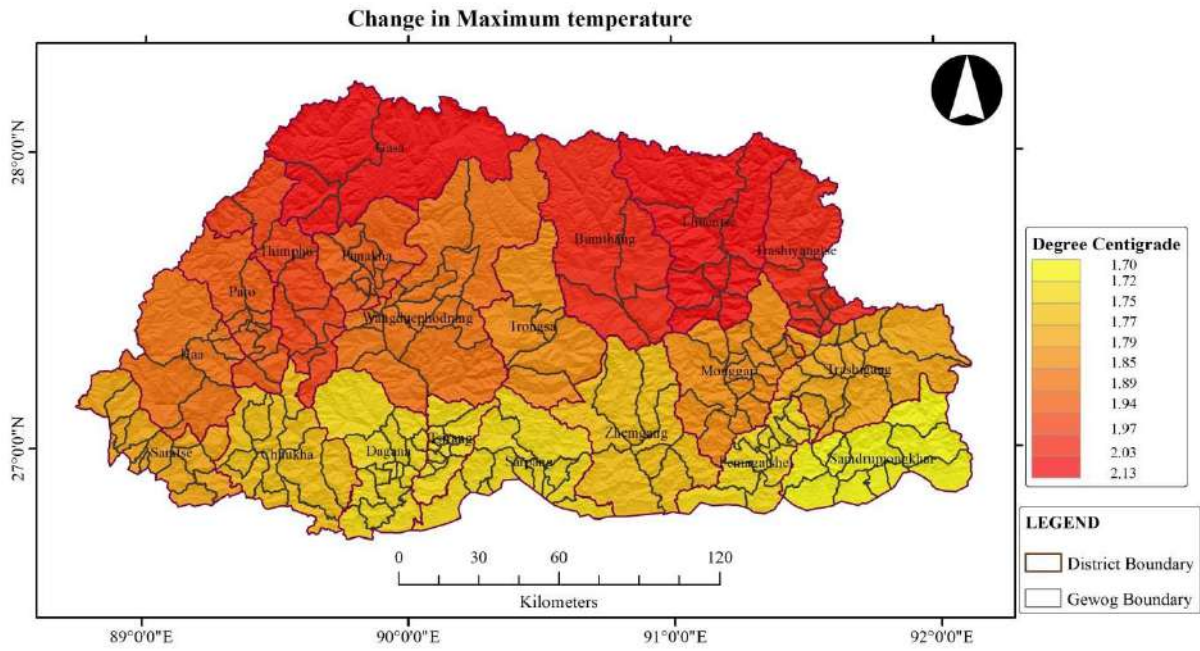 Change in Maximum temperature
28°0'0"N
27°0'0"N
Gasa
Bumthang
Lhuentse
Trashiyangtse
Thimphu
Punakha
Paro
Wangduephodrang
Trongsa
Haa
Monggar
Trashigang
Samtse
Chhukha
Dagana
Tsirang
Sarpang
Zhemgang
Pemagatshel
Samdrupjongkhar
0 30 60 120
Kilometers
89°0'0"E 90°0'0"E 91°0'0"E 92°0'0"E
Degree Centigrade
1.70
1.72
1.75
1.77
1.79
1.85
1.89
1.94
1.97
2.03
2.13
LEGEND
District Boundary
Gewog Boundary